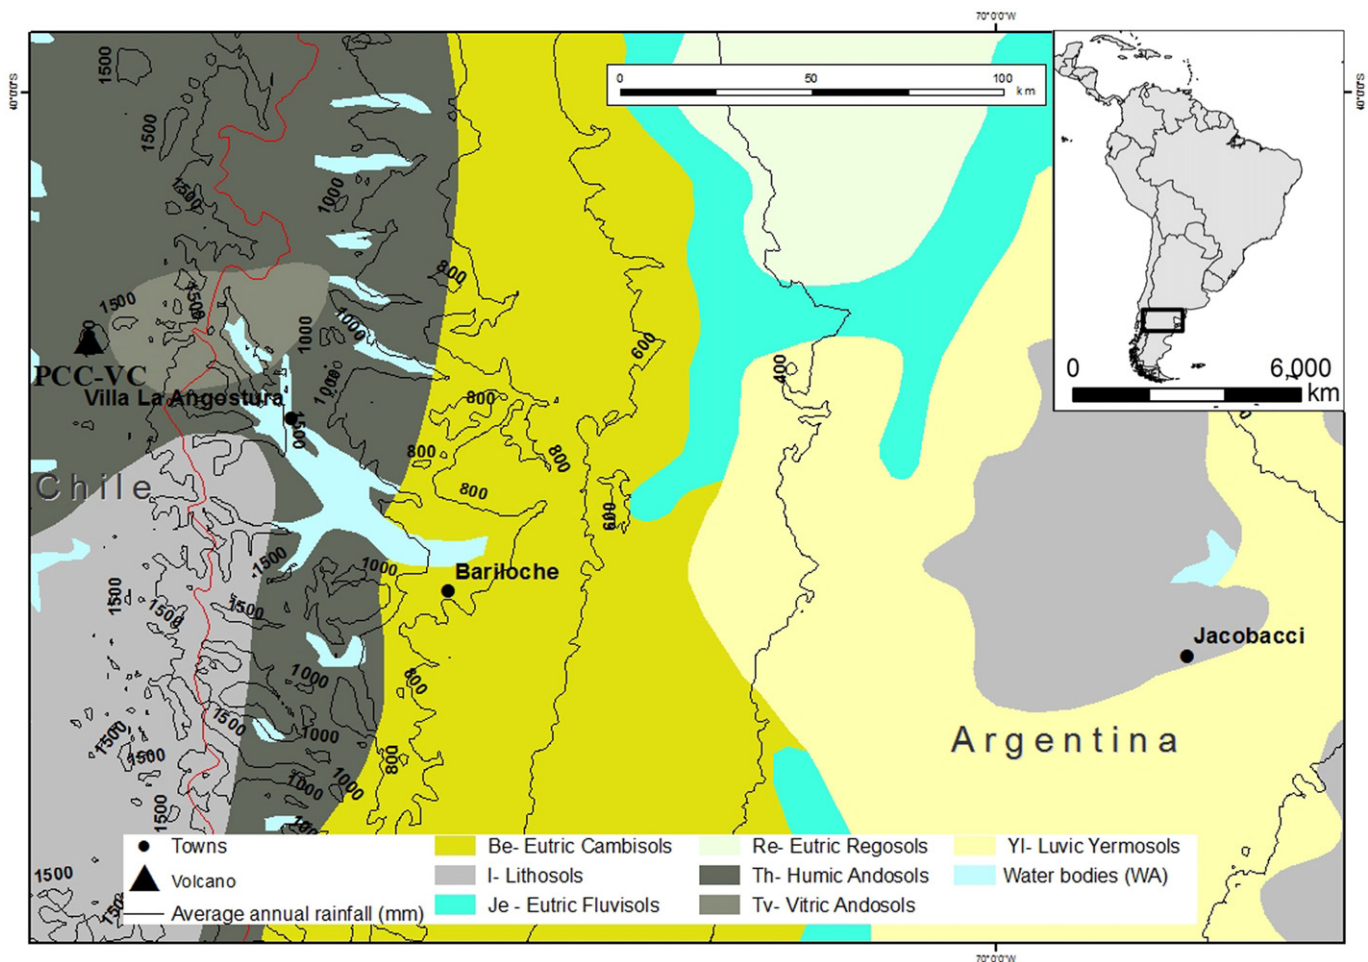 70°0'0"W
40°0'0"S
40°0'0"S
0 50 100
km
1500
1500
1500
1000
800
1500
1500
1000
1000
600
400
PCC-VC
Villa La Angostura
1000
1500
800
800
800
800
600
Chile
0 6,000
km
1500
1000
Bariloche
1500
1500
1500
Jacobacci
1000
800
1500
1000
1500
1500
Argentina
800
1000
1000
1500
Towns
Volcano
Average annual rainfall (mm)
Be- Eutric Cambisols
I- Lithosols
Je - Eutric Fluvisols
Re- Eutric Regosols
Th- Humic Andosols
Tv- Vitric Andosols
Yl- Luvic Yermosols
Water bodies (WA)
1500
70°0'0"W